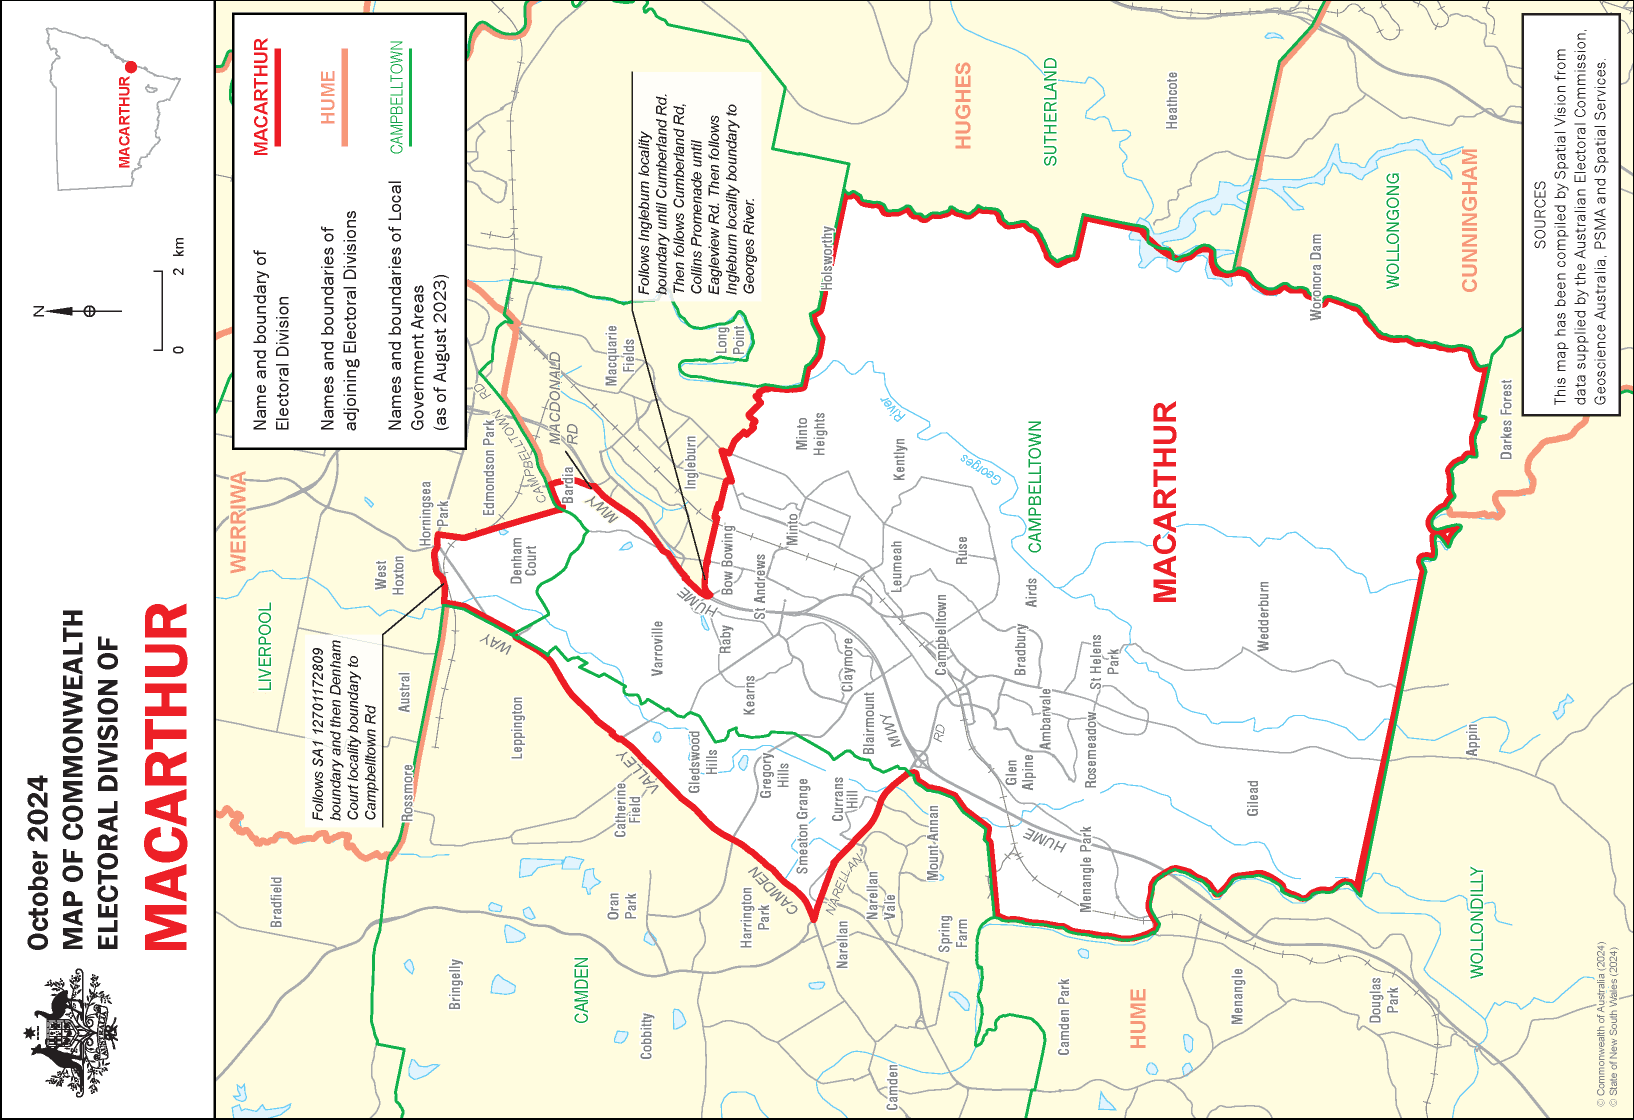 October 2024
MAP OF COMMONWEALTH
ELECTORAL DIVISION OF
MACARTHUR
N
0 2 km
MACARTHUR
Name and boundary of
Electoral Division
MACARTHUR
Names and boundaries of
adjoining Electoral Divisions
HUME
Names and boundaries of Local
Government Areas
(as of August 2023)
CAMPBELLTOWN
Follows SA1 12701172809
boundary and then Denham
Court locality boundary to
Campbelltown Rd
Follows Ingleburn locality
boundary until Cumberland Rd.
Then follows Cumberland Rd,
Collins Promenade until
Eagleview Rd. Then follows
Ingleburn locality boundary to
Georges River.
WERRIWA
LIVERPOOL
Bradfield
Rossmore
Austral
West
Hoxton
Horningsea
Park
Edmondson Park
CAMPBELLTOWN RD
MACDONALD
RD
Bardia
Denham
Court
WAY
Leppington
Bringelly
CAMDEN
Oran
Park
Catherine
Field
VALLEY
Cobbitty
MWY
HUME
Macquarie
Fields
Long
Point
Ingleburn
Varroville
Raby
Bow Bowing
St Andrews
Minto
Minto
Heights
Holsworthy
Kearns
Gledswood
Hills
Gregory
Hills
Smeaton Grange
Currans
Hill
CAMDEN
Harrington
Park
NARELLAN
RD
Narellan
Narellan
Vale
Mount Annan
Spring
Farm
Camden
Camden Park
Claymore
Blairmount
MWY
Leumeah
Kentlyn
River
Georges
Ruse
Campbelltown
Bradbury
Airds
CAMPBELLTOWN
Ambarvale
St Helens
Park
Glen
Alpine
Rosemeadow
HUME
Menangle Park
MACARTHUR
HUGHES
SUTHERLAND
Heathcote
HUME
Menangle
Gilead
Wedderburn
Woronora Dam
WOLLONGONG
CUNNINGHAM
Darkes Forest
Appin
Douglas
Park
WOLLONDILLY
SOURCES
This map has been compiled by Spatial Vision from
data supplied by the Australian Electoral Commission,
Geoscience Australia, PSMA and Spatial Services.
© Commonwealth of Australia (2024)
© State of New South Wales (2024)